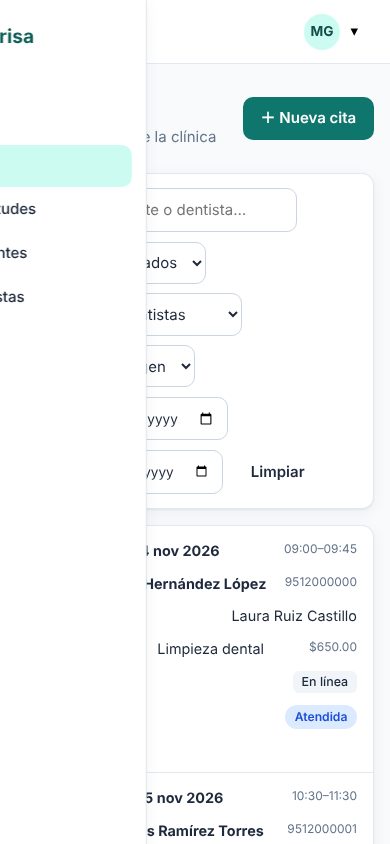 risa
MG
+ Nueva cita
e la clínica
te o dentista...
ados
tudes
ntes
tistas
stas
en
yyyy
yyyy
Limpiar
4 nov 2026
09:00–09:45
Hernández López
9512000000
Laura Ruiz Castillo
Limpieza dental
$650.00
En línea
Atendida
5 nov 2026
10:30–11:30
s Ramírez Torres
9512000001